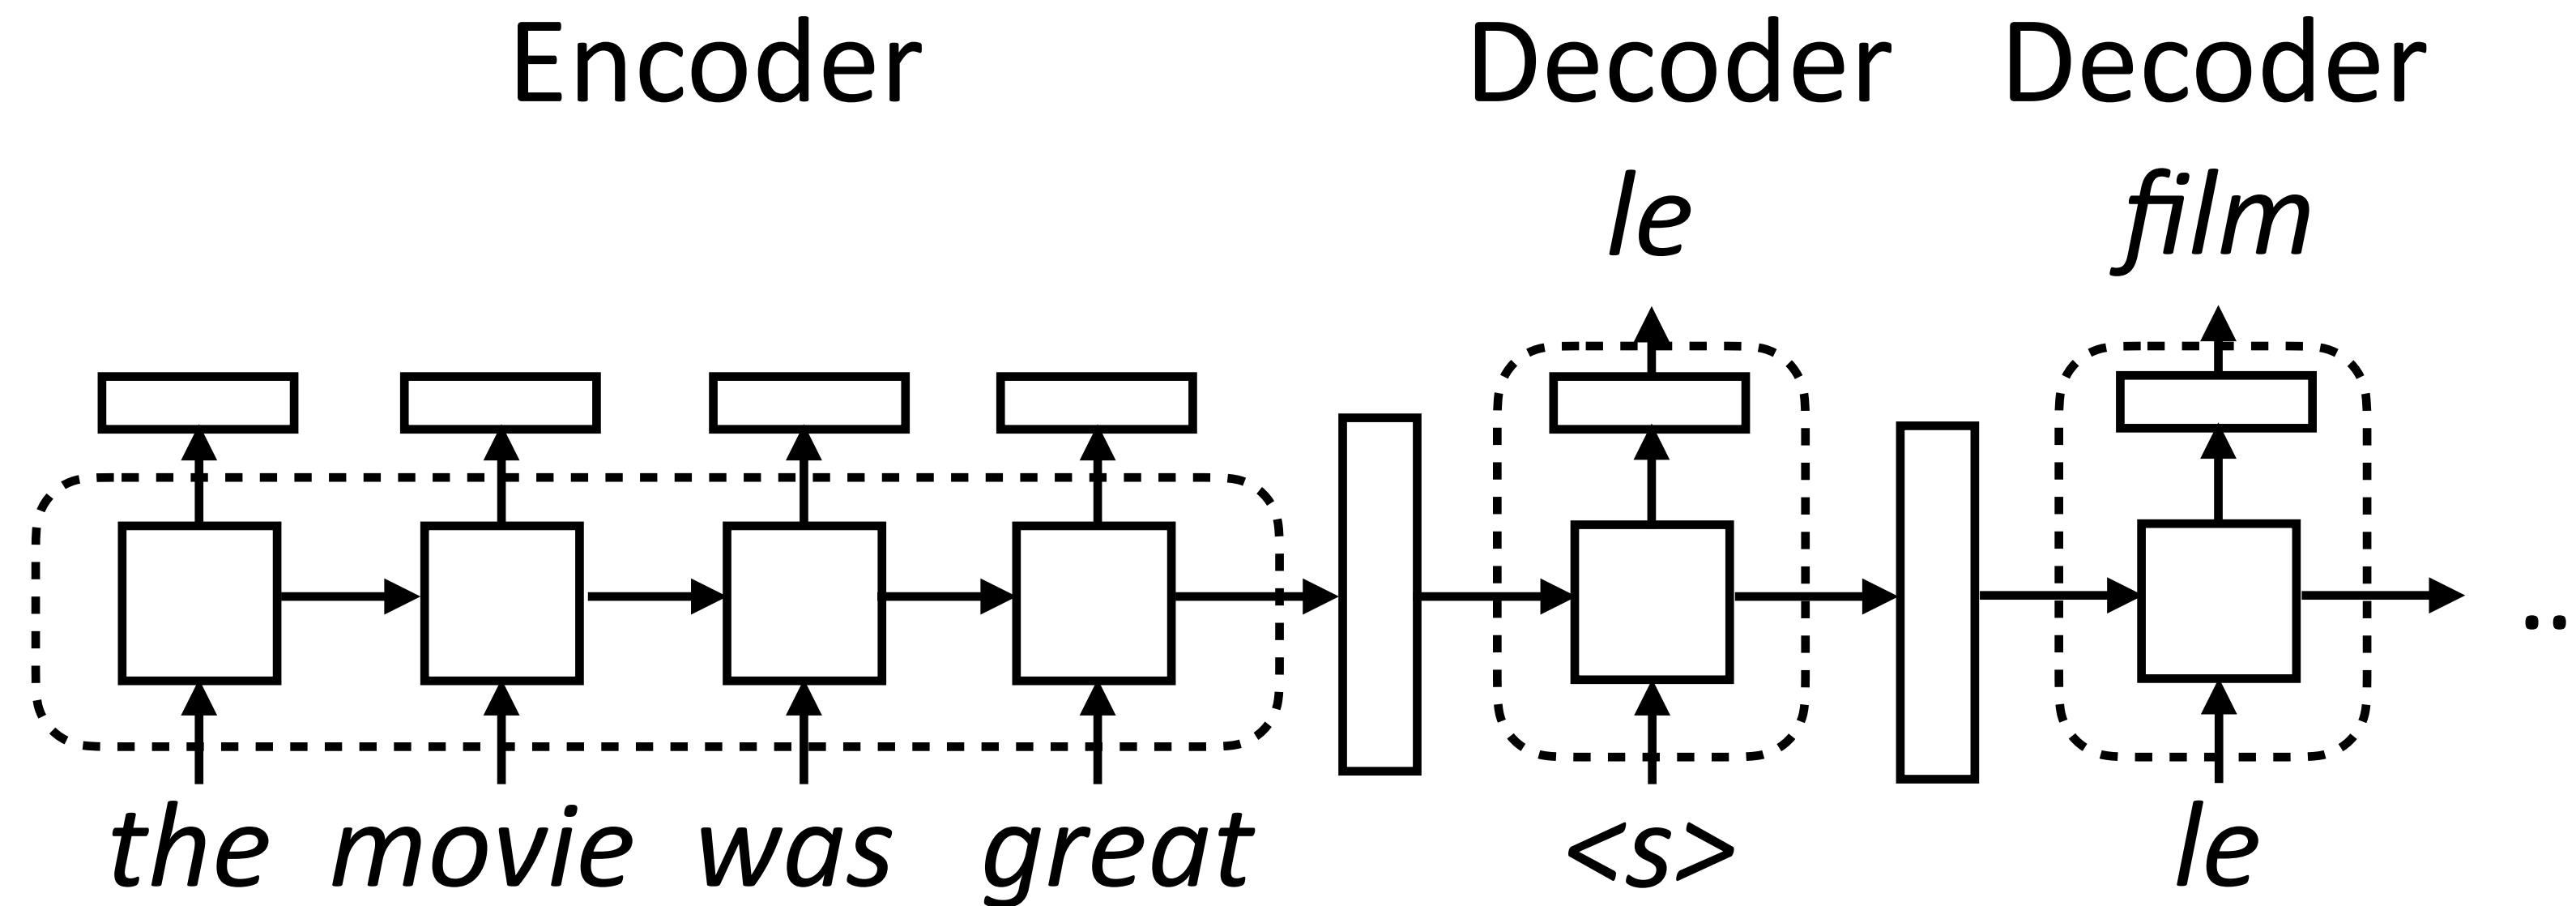 Encoder Decoder Decoder
le film
..
the movie was great <s> le